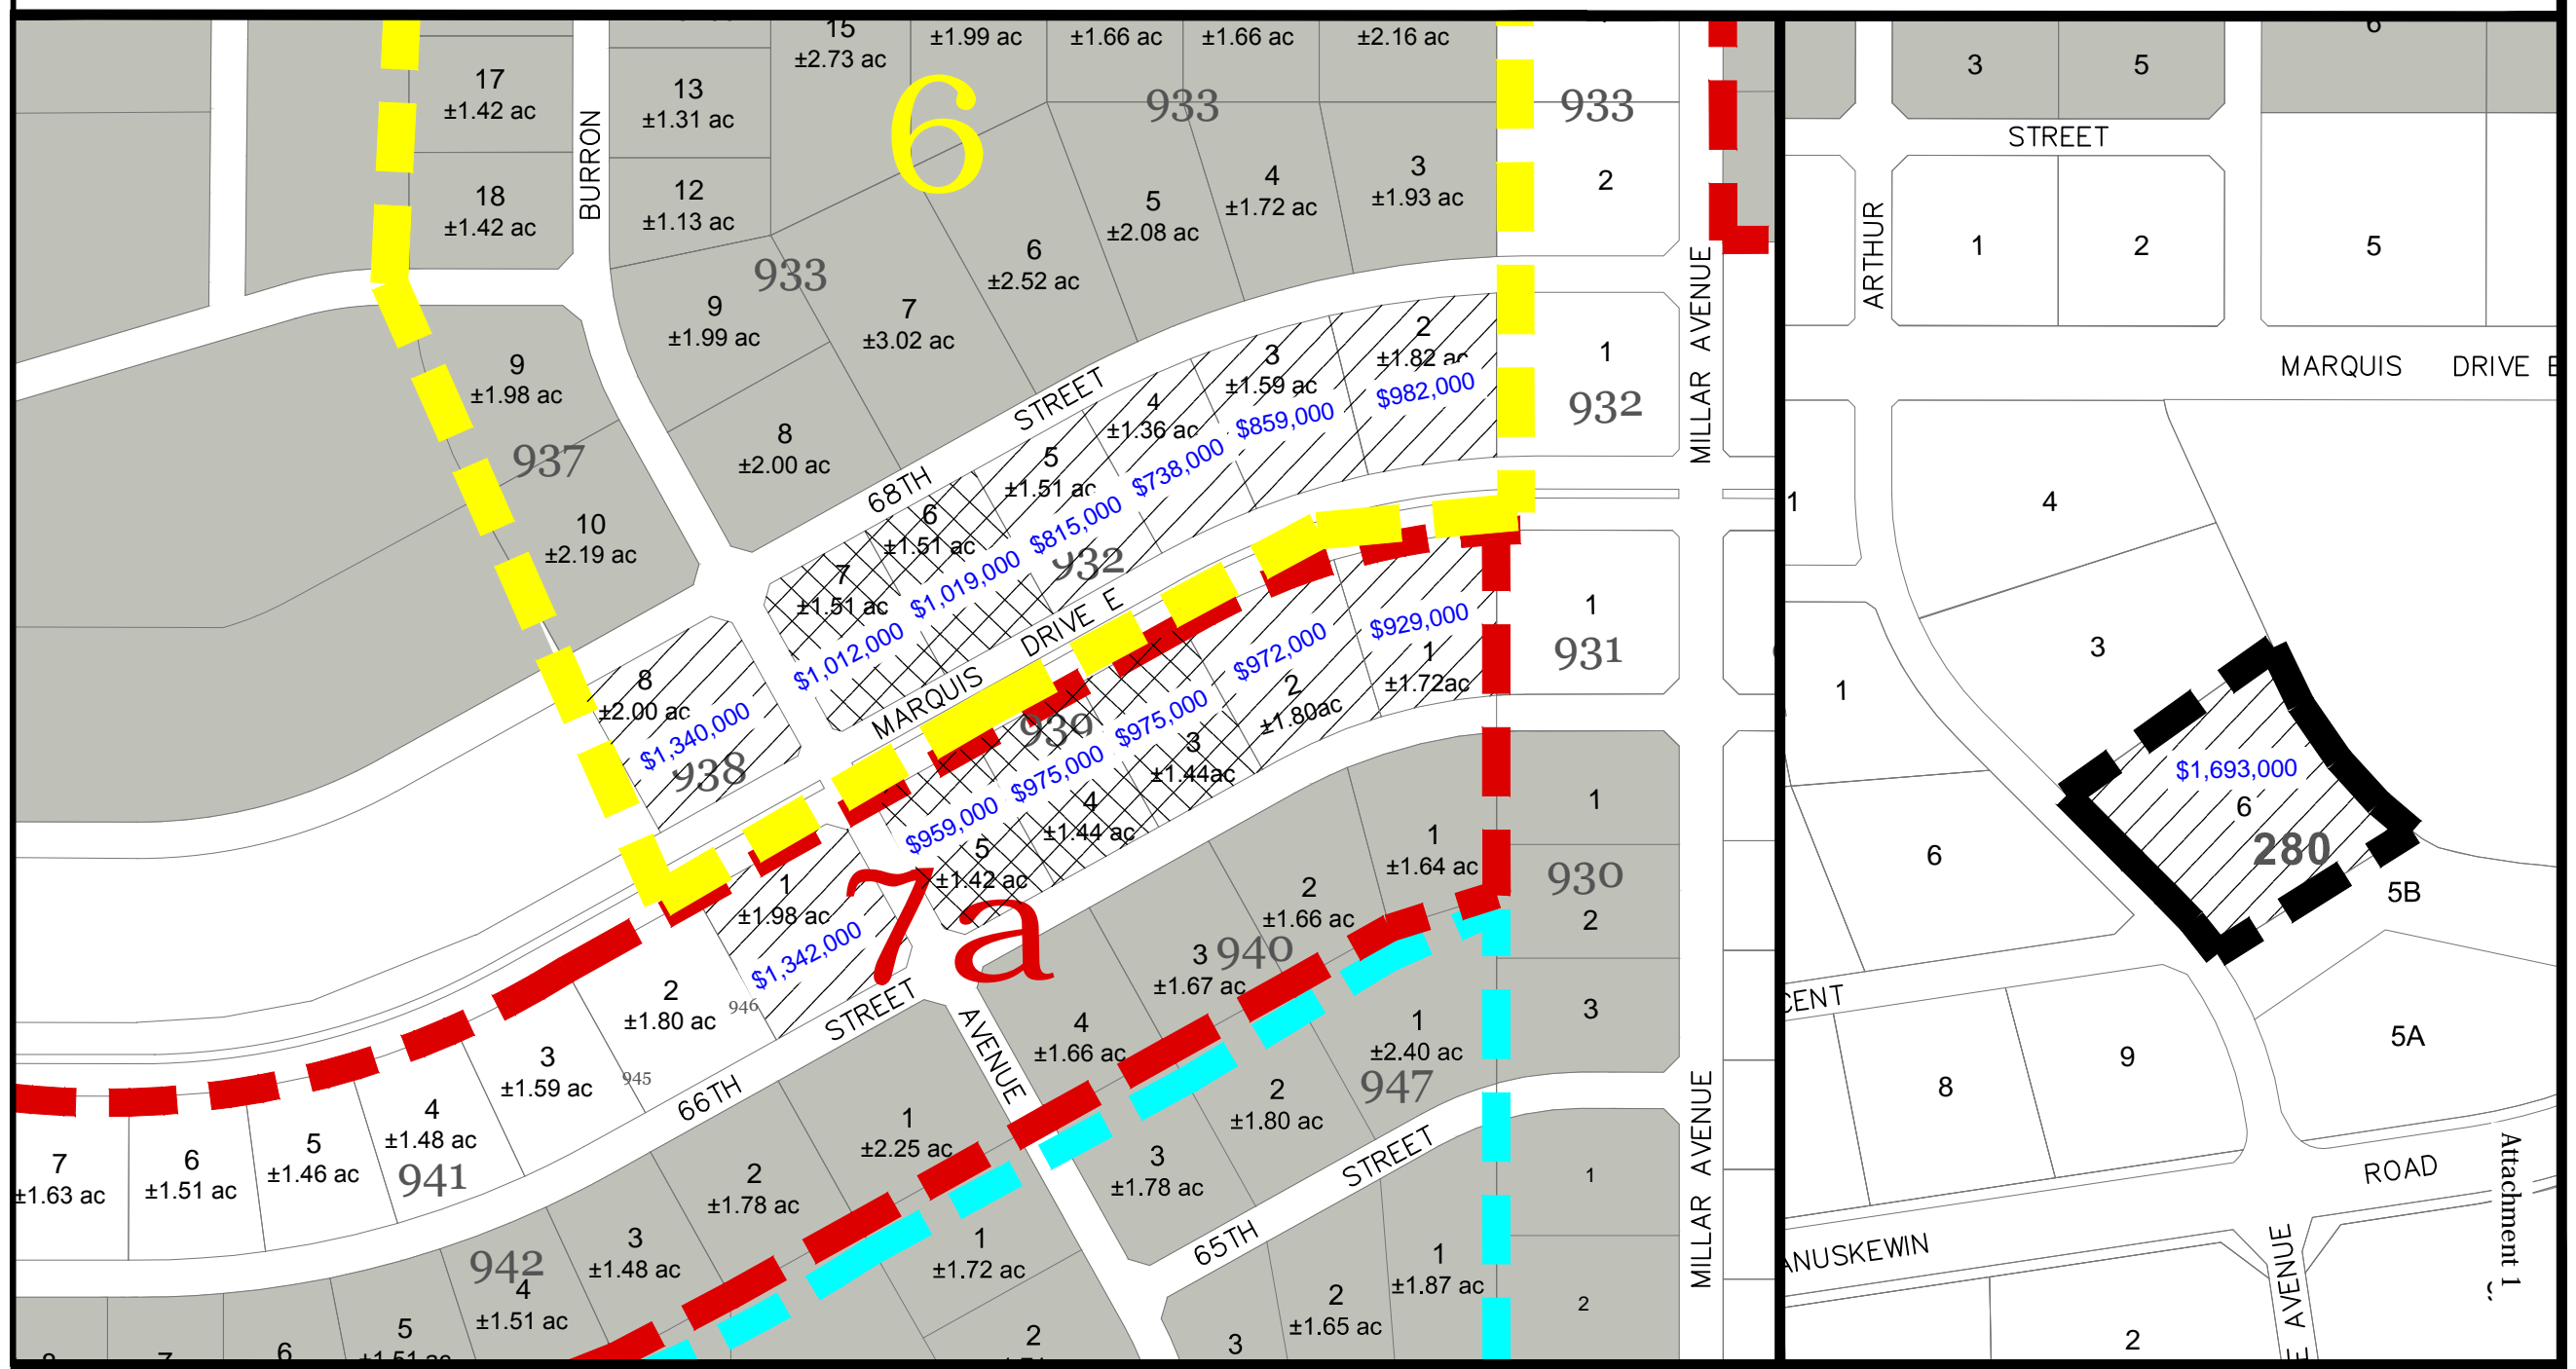 15
±2.73 ac
±1.99 ac
±1.66 ac
±1.66 ac
±2.16 ac
17
±1.42 ac
13
±1.31 ac
6
933
933
18
±1.42 ac
BURRON
12
±1.13 ac
5
±2.08 ac
4
±1.72 ac
3
±1.93 ac
2
6
±2.52 ac
933
9
±1.99 ac
7
±3.02 ac
8
±2.00 ac
9
±1.98 ac
937
10
±2.19 ac
68TH STREET
2
±1.82 ac
$982,000
3
±1.59 ac
$859,000
4
±1.36 ac
$738,000
5
±1.51 ac
$815,000
6
±1.51 ac
$1,019,000
7
±1.51 ac
$1,012,000
932
1
932
MILLAR AVENUE
MARQUIS DRIVE E
8
±2.00 ac
$1,340,000
938
1
931
$929,000
1
±1.72ac
$972,000
2
±1.80ac
$975,000
3
±1.44ac
$975,000
4
±1.44 ac
$959,000
5
±1.42 ac
939
7a
1
±1.98 ac
$1,342,000
2
±1.80 ac
946
3
±1.59 ac
945
4
±1.48 ac
5
±1.46 ac
6
±1.51 ac
7
±1.63 ac
941
66TH STREET
AVENUE
1
±1.64 ac
2
±1.66 ac
3
±1.67 ac
940
4
±1.66 ac
1
930
2
3
1
±2.40 ac
947
2
±1.80 ac
3
±1.78 ac
1
±2.25 ac
2
±1.78 ac
3
±1.48 ac
942
4
±1.51 ac
5
±1.51 ac
6
7
8
1
±1.72 ac
2
65TH STREET
1
±1.87 ac
2
±1.65 ac
3
1
2
MILLAR AVENUE
6
3
5
STREET
ARTHUR
1
2
5
MARQUIS DRIVE E
1
4
3
1
6
$1,693,000
6
280
5B
5A
CENT
8
9
ROAD
ANUSKEWIN
E AVENUE
2
Attachment 1